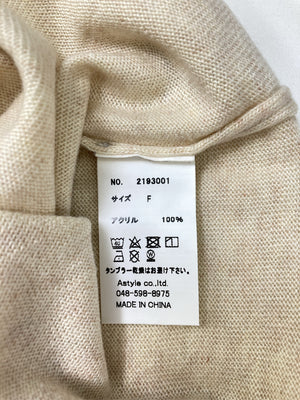 NO. 2193001
サイズ F
アクリル 100%
タンブラー乾燥はお避け下さい。
Astyle co.,ltd.
048-598-8975
MADE IN CHINA